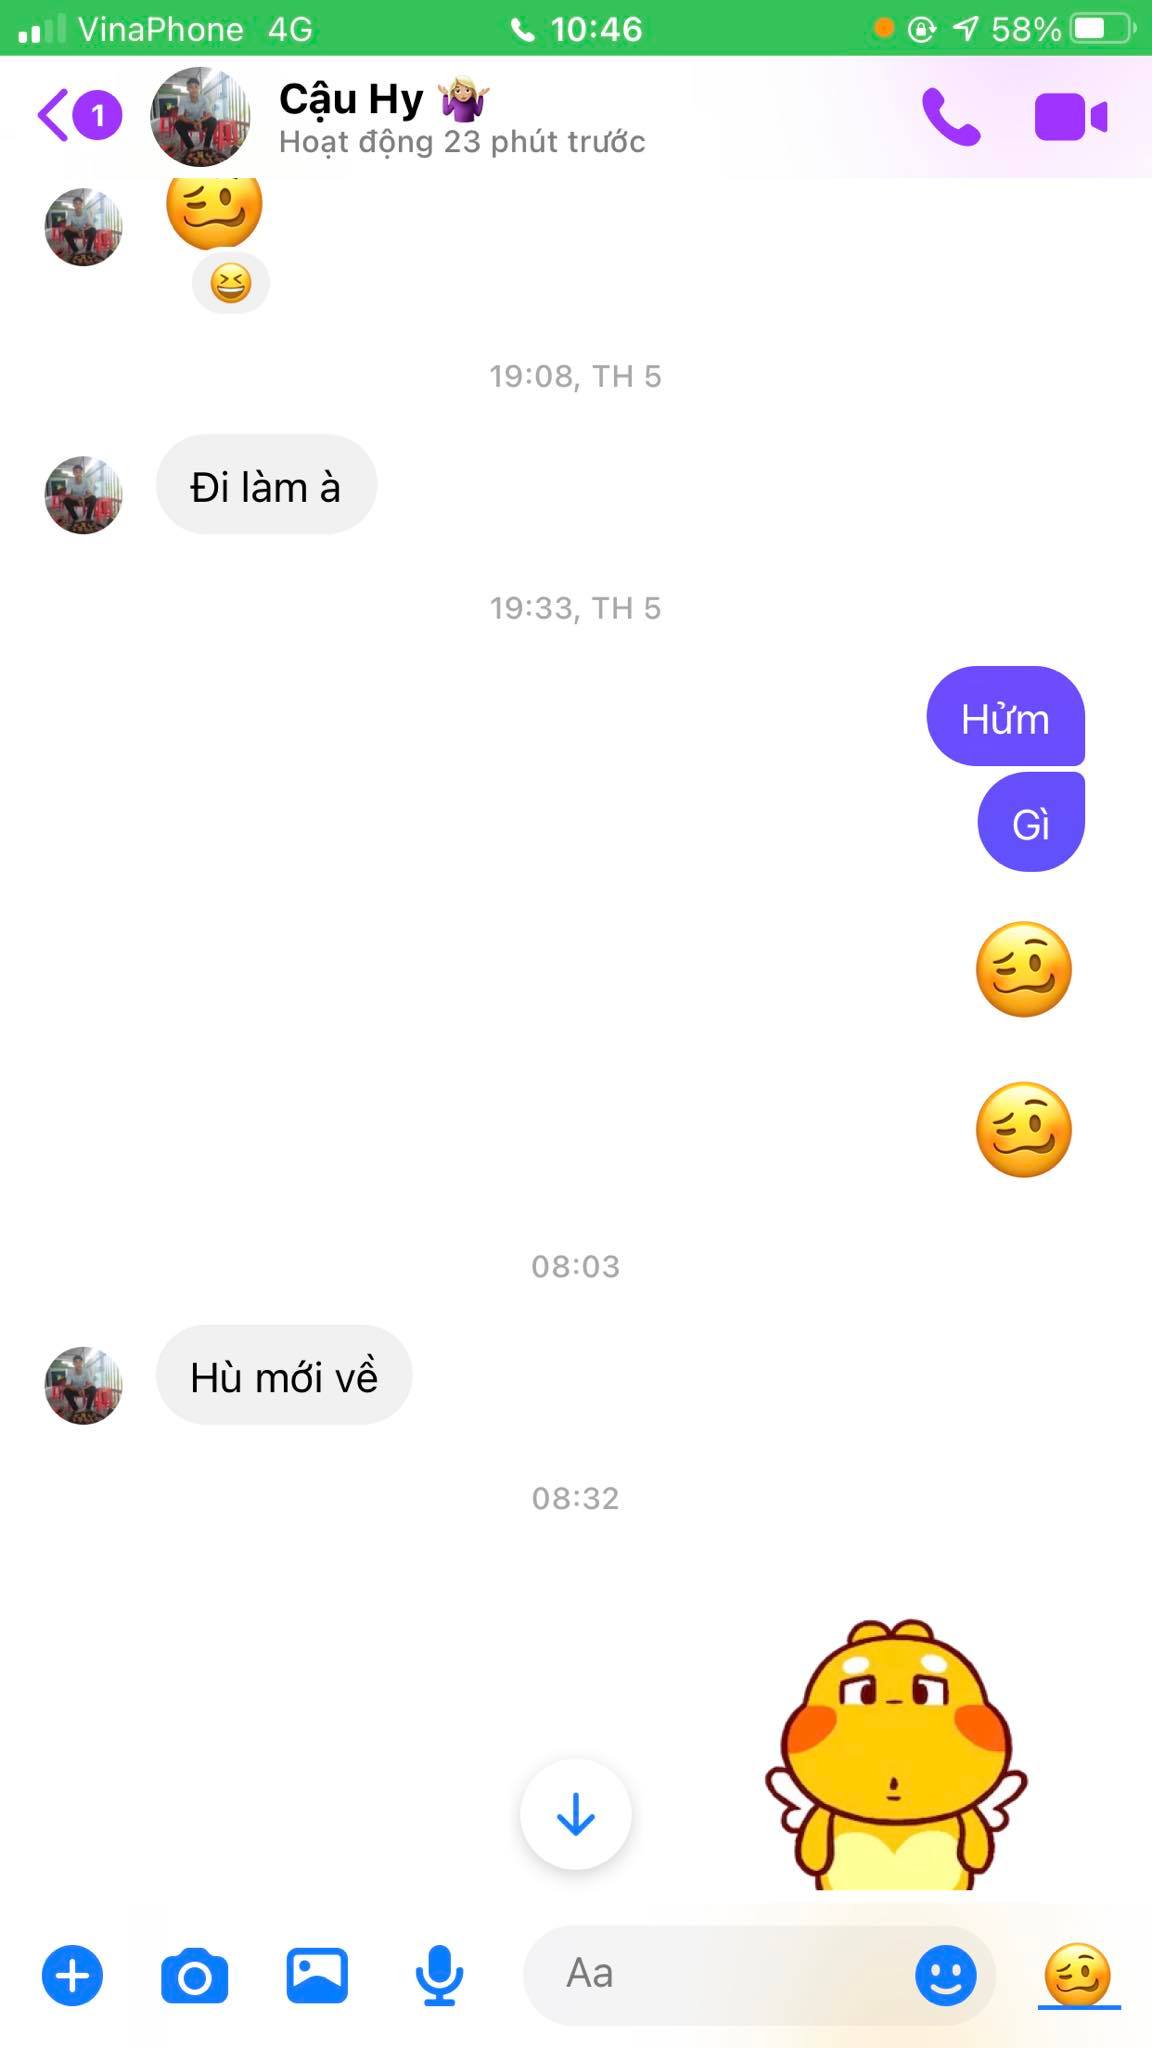 VinaPhone 4G 10:46 58%
1 Cậu Hy 🤷🏼‍♀️
Hoạt động 23 phút trước
19:08, TH 5
Đi làm à
19:33, TH 5
Hửm
Gì
08:03
Hù mới về
08:32
Aa